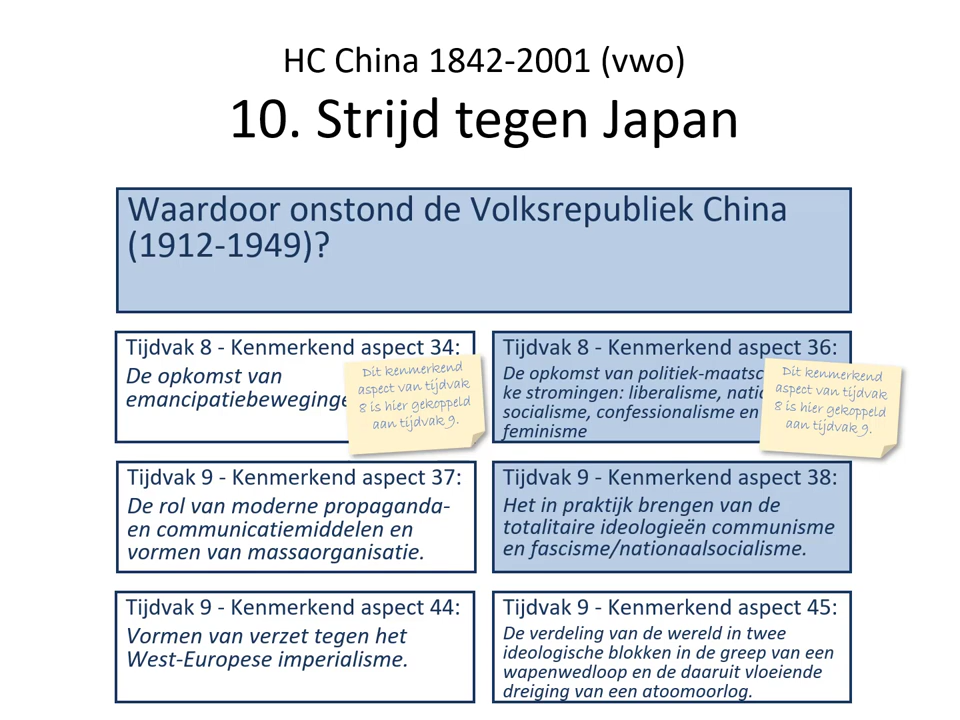 HC China 1842-2001 (vwo)
10. Strijd tegen Japan
Waardoor onstond de Volksrepubliek China
(1912-1949)?
Tijdvak 8 - Kenmerkend aspect 34:
De opkomst van
emancipatiebeweginge
Dit kenmerkend
aspect van tijdvak
8 is hier gekoppeld
aan tijdvak 9.
Tijdvak 8 - Kenmerkend aspect 36:
De opkomst van politiek-maatsc
ke stromingen: liberalisme, natio
socialisme, confessionalisme en
feminisme
Dit kenmerkend
aspect van tijdvak
8 is hier gekoppeld
aan tijdvak 9.
Tijdvak 9 - Kenmerkend aspect 37:
De rol van moderne propaganda-
en communicatiemiddelen en
vormen van massaorganisatie.
Tijdvak 9 - Kenmerkend aspect 38:
Het in praktijk brengen van de
totalitaire ideologieën communisme
en fascisme/nationaalsocialisme.
Tijdvak 9 - Kenmerkend aspect 44:
Vormen van verzet tegen het
West-Europese imperialisme.
Tijdvak 9 - Kenmerkend aspect 45:
De verdeling van de wereld in twee
ideologische blokken in de greep van een
wapenwedloop en de daaruit vloeiende
dreiging van een atoomoorlog.